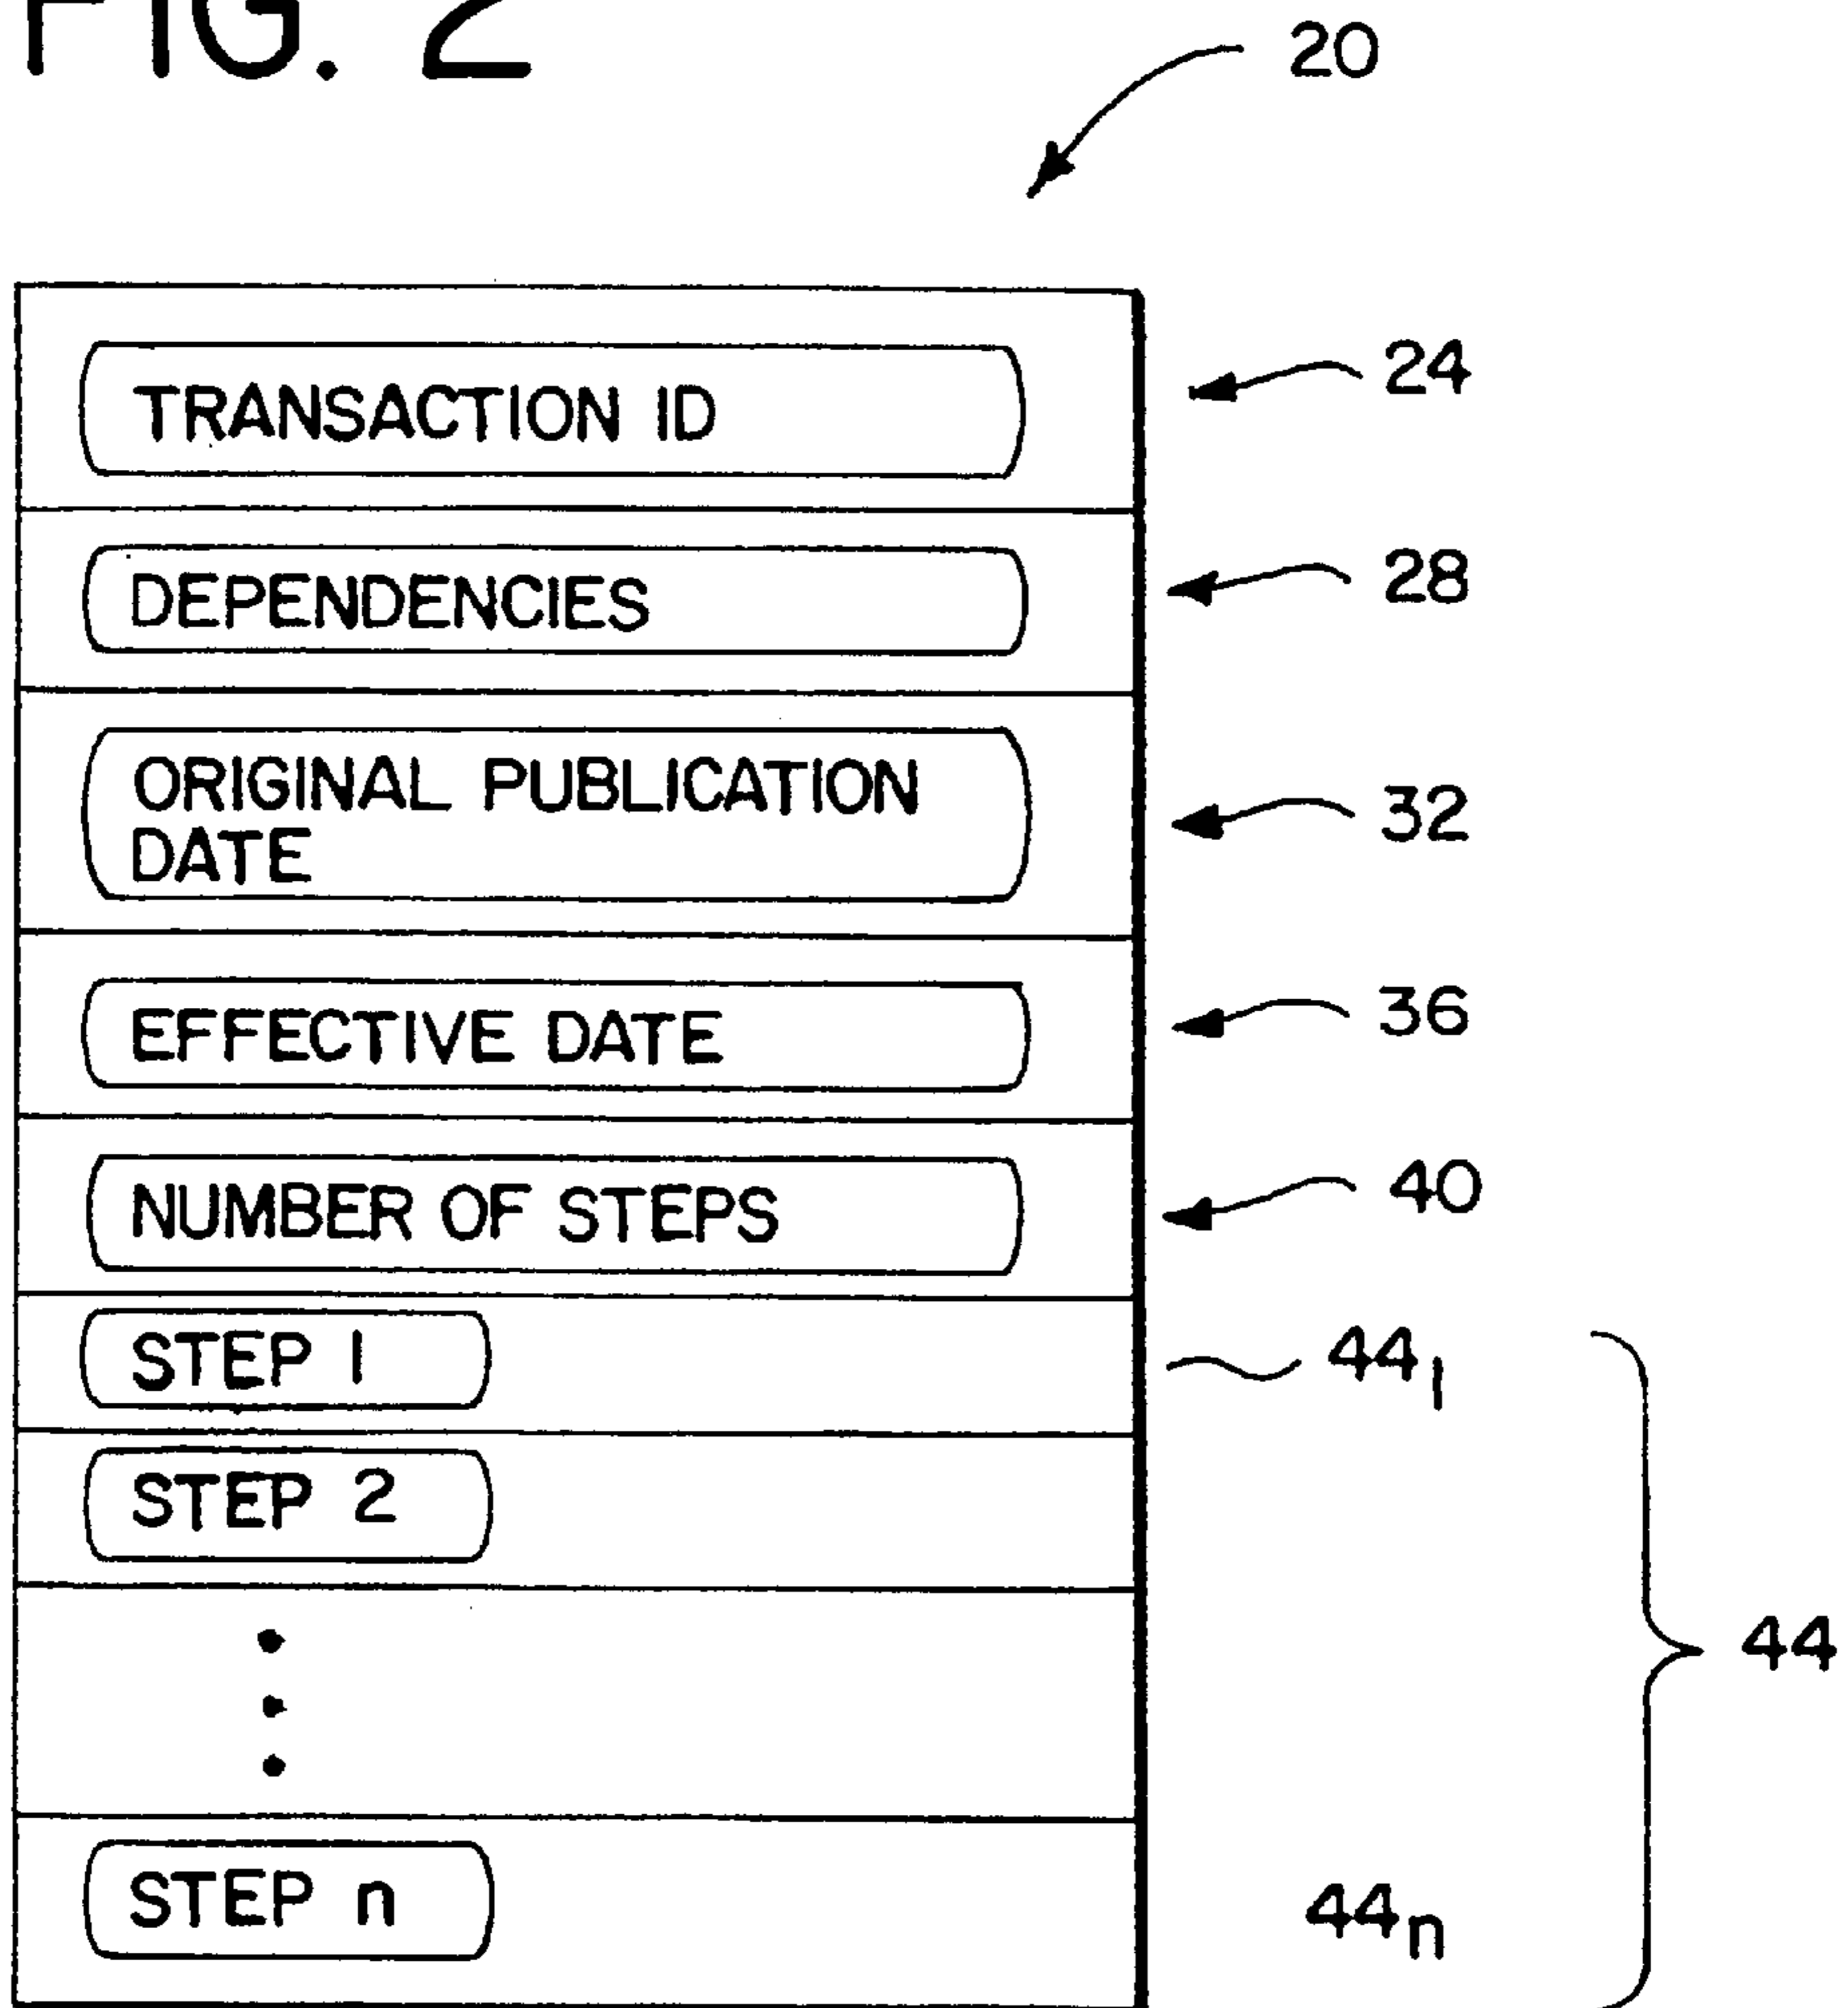 FIG. 2
20
TRANSACTION ID
24
DEPENDENCIES
28
ORIGINAL PUBLICATION
DATE
32
EFFECTIVE DATE
36
NUMBER OF STEPS
40
STEP 1
44₁
STEP 2
44
STEP n
44ₙ